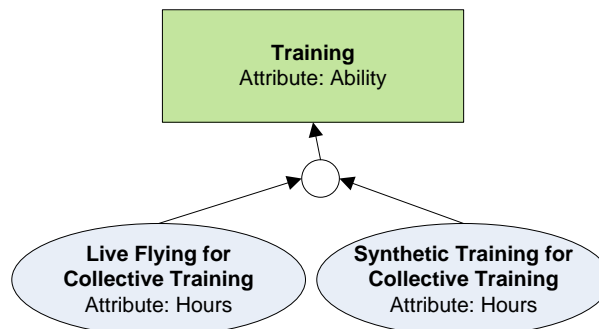 Training
Attribute: Ability
Live Flying for
Collective Training
Attribute: Hours
Synthetic Training for
Collective Training
Attribute: Hours